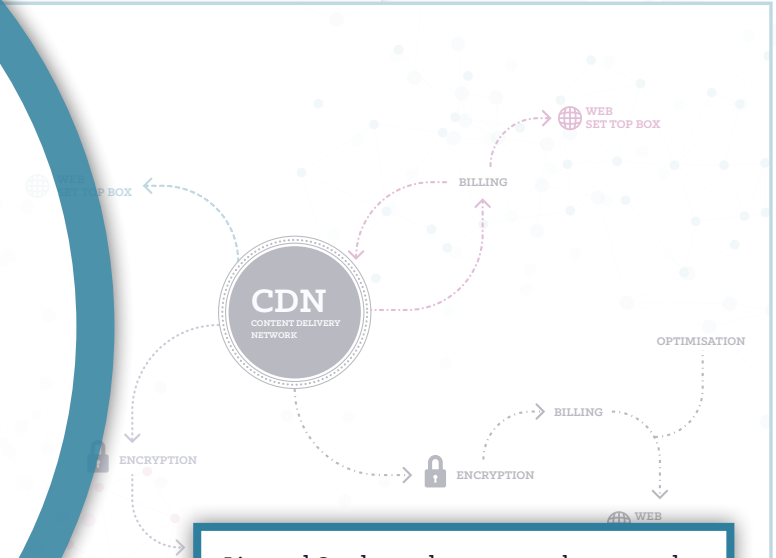 WEB
SET TOP BOX
BILLING
WEB
SET TOP BOX
CDN
CONTENT DELIVERY
NETWORK
OPTIMISATION
BILLING
ENCRYPTION
ENCRYPTION
WEB